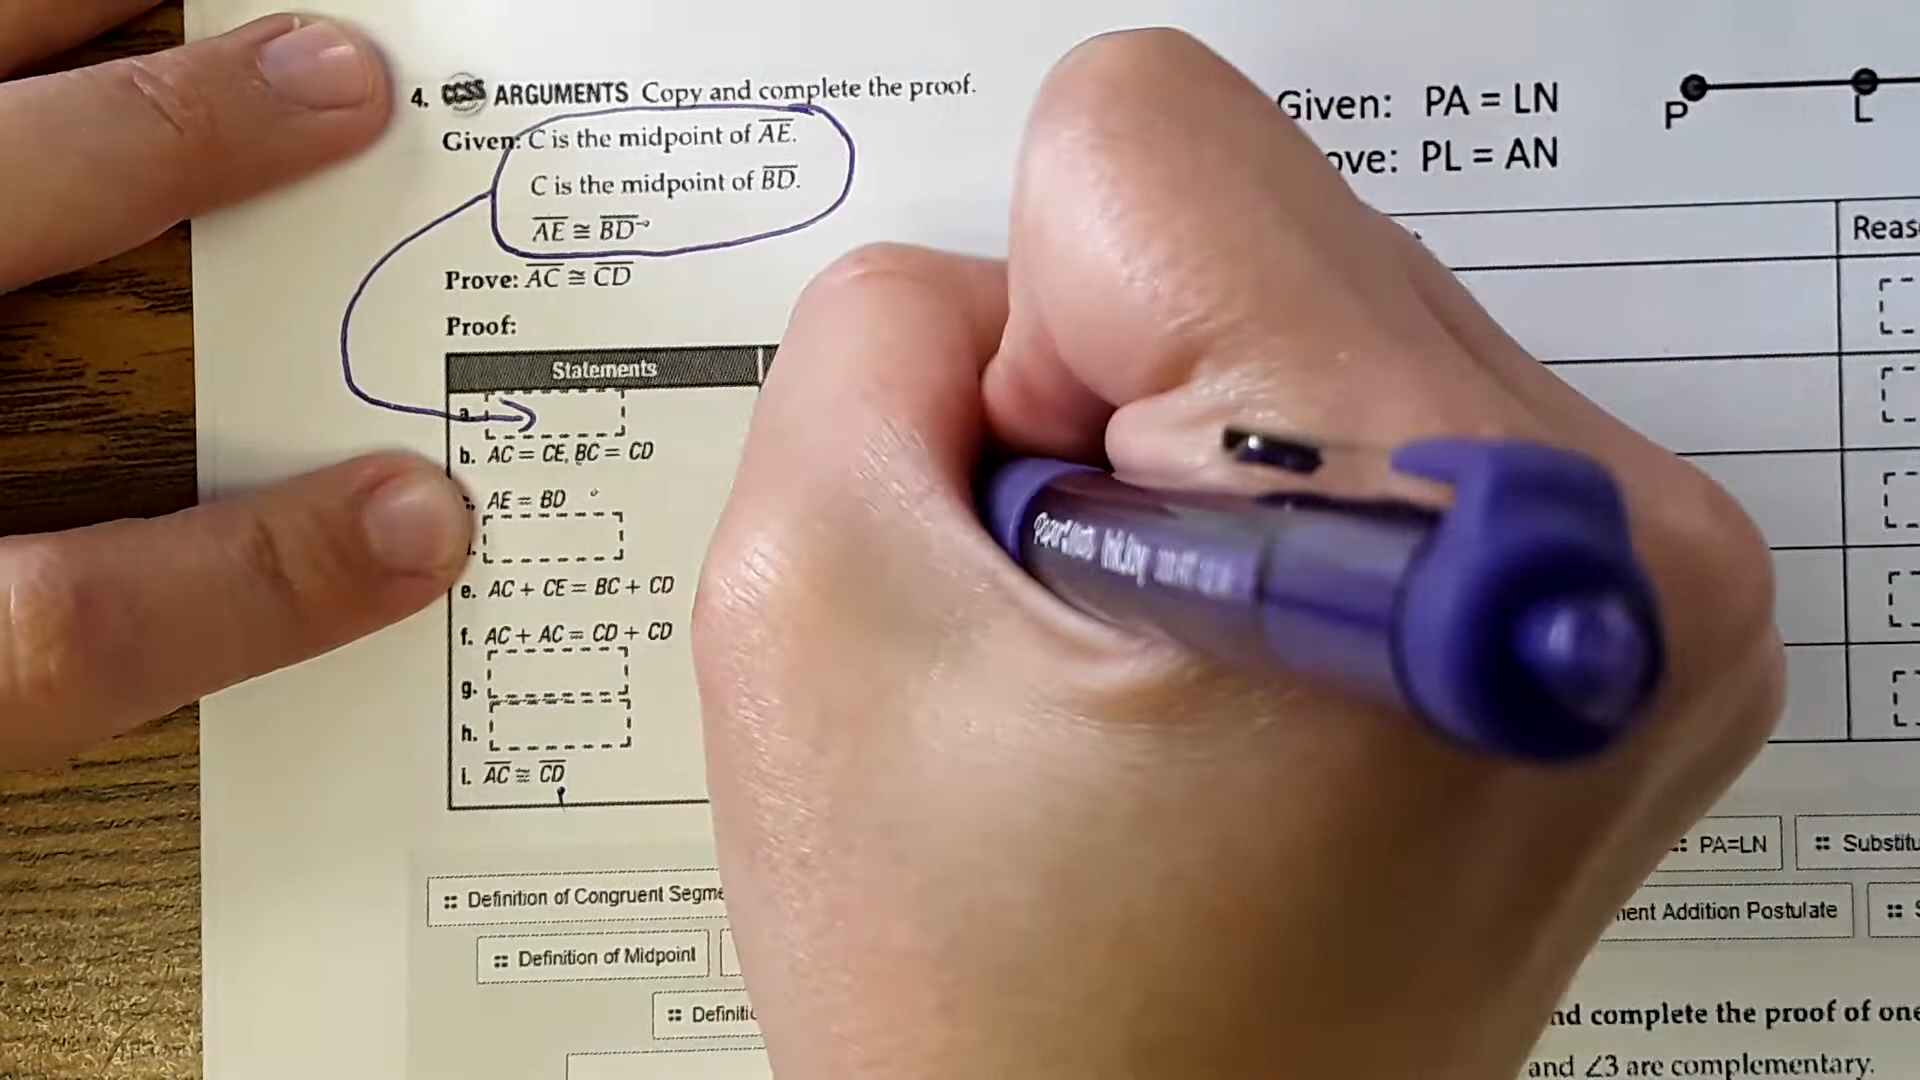 4. CCSS ARGUMENTS Copy and complete the proof.
Given: C is the midpoint of AE.
C is the midpoint of BD.
AE ≅ BD
Prove: AC ≅ CD
Proof:
Statements
a.
b. AC = CE, BC = CD
AE = BD
e. AC + CE = BC + CD
f. AC + AC = CD + CD
g.
h.
i. AC ≅ CD
:: Definition of Congruent Segme
:: Definition of Midpoint
:: Definiti
Given: PA = LN
ove: PL = AN
P L
Reas
:: PA=LN
:: Substitu
ent Addition Postulate
:: S
nd complete the proof of one
and ∠3 are complementary.